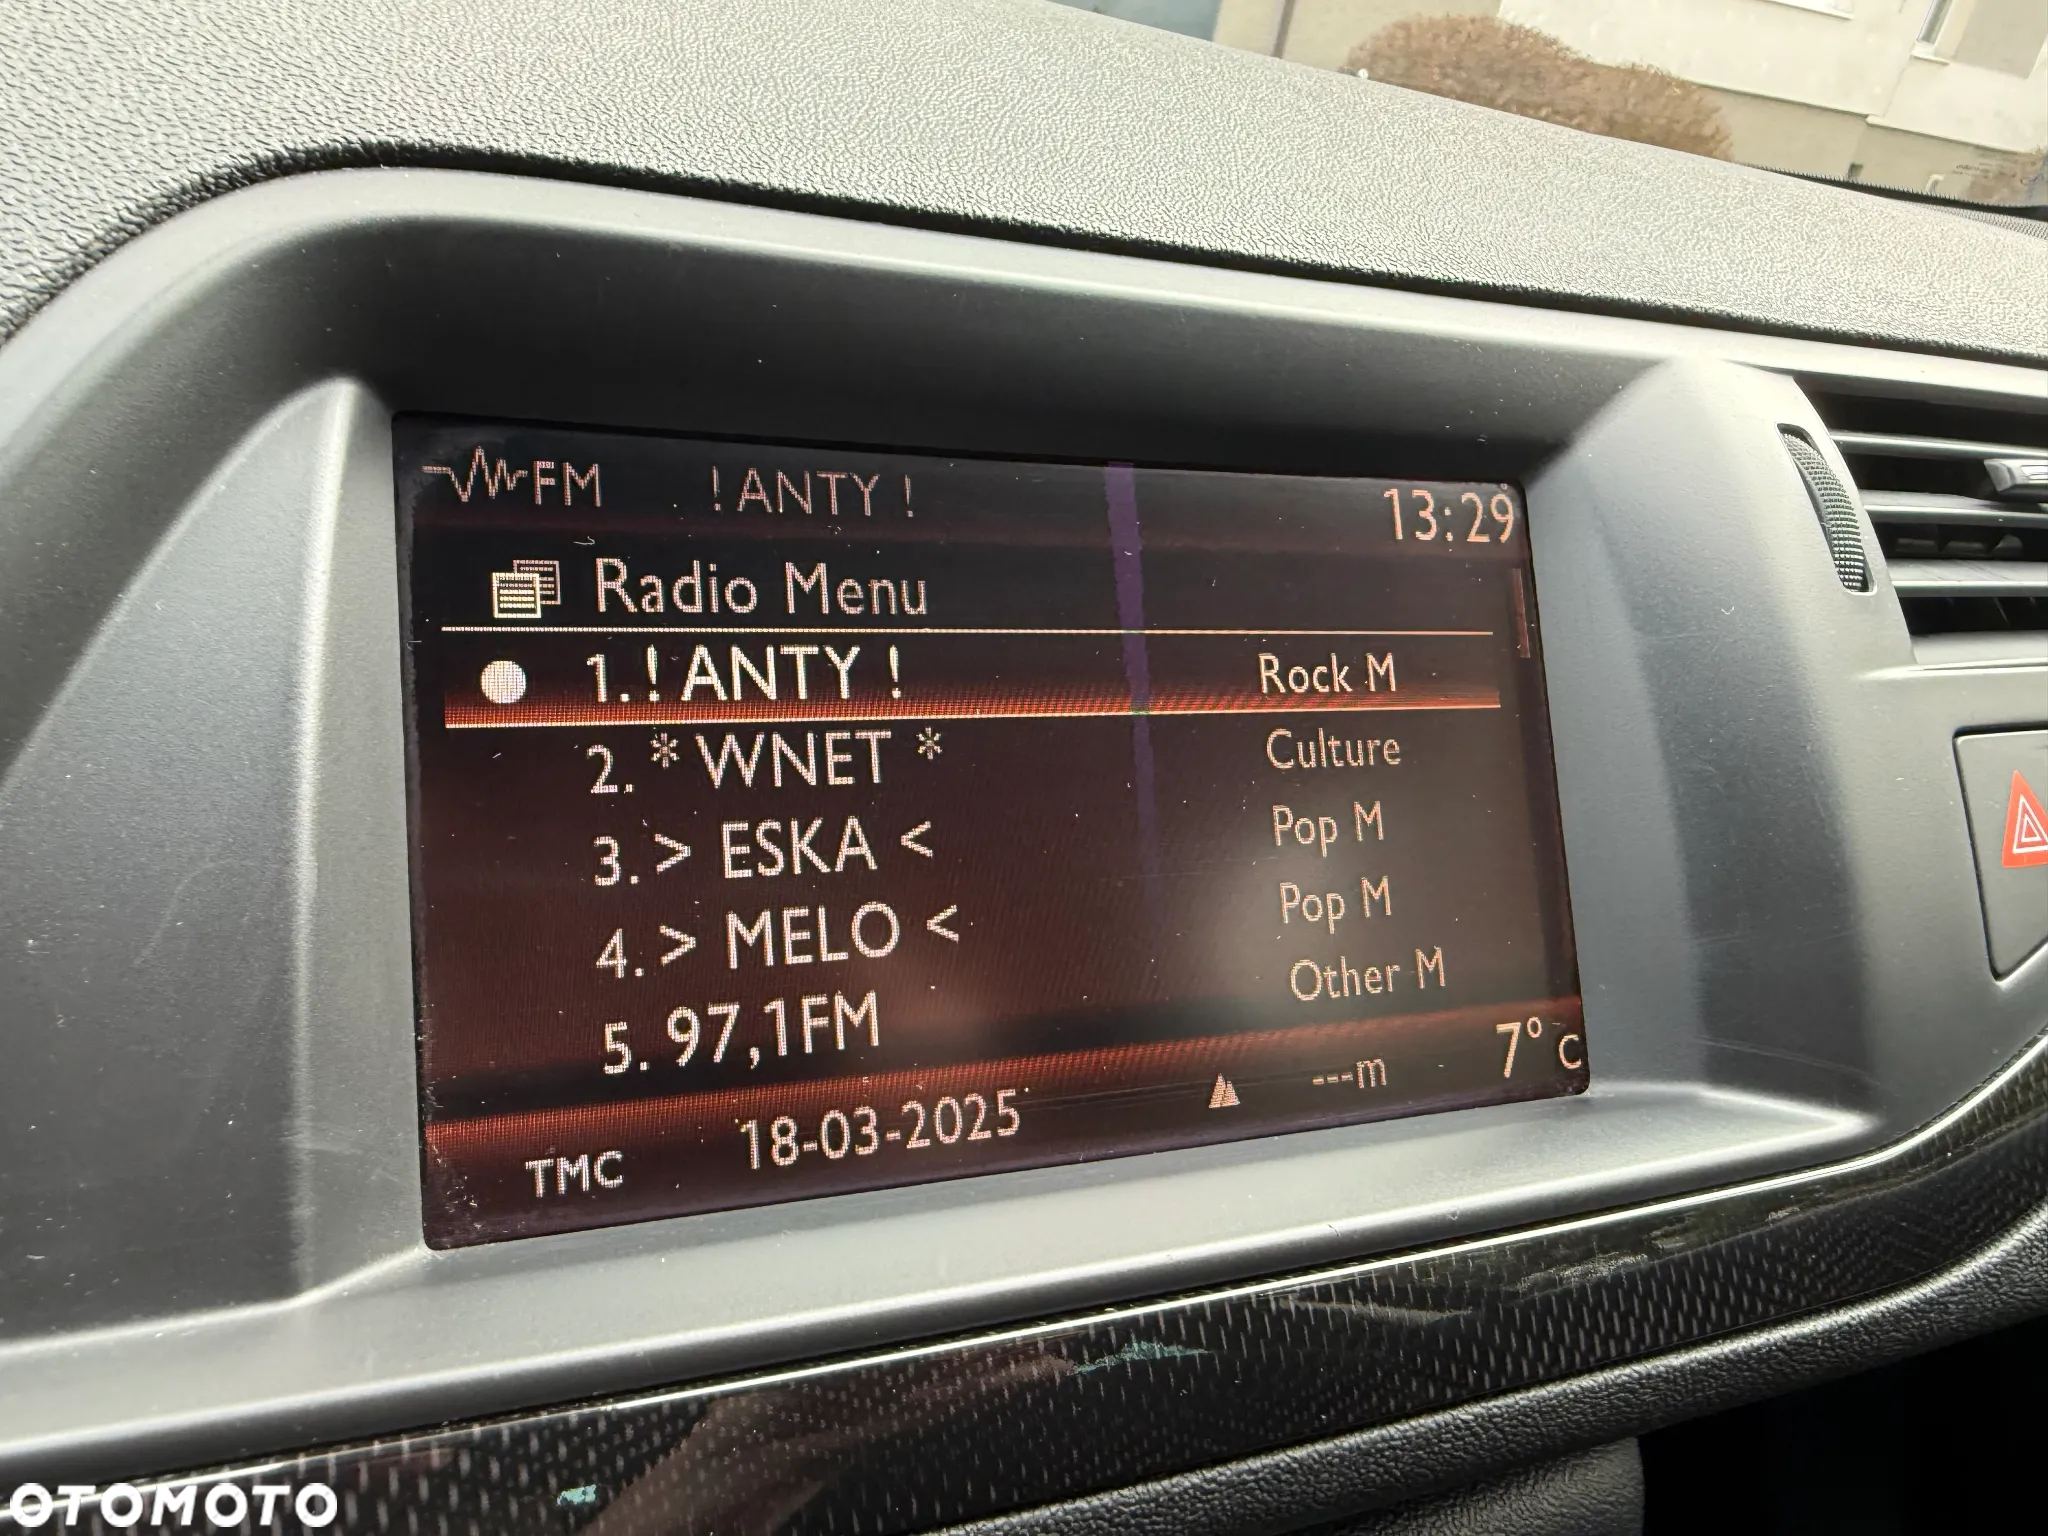 FM ! ANTY ! 13:29
Radio Menu
1. ! ANTY ! Rock M
2. * WNET * Culture
3. > ESKA < Pop M
4. > MELO < Pop M
5. 97,1FM Other M
TMC 18-03-2025 ---m 7° C
OTOMOTO